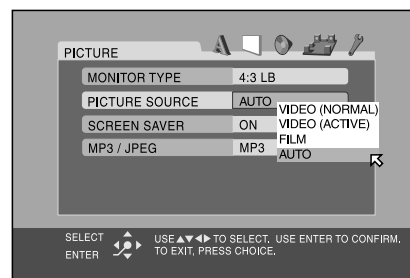 PICTURE
MONITOR TYPE 4:3 LB
PICTURE SOURCE AUTO
VIDEO (NORMAL)
SCREEN SAVER ON VIDEO (ACTIVE)
FILM
MP3 / JPEG MP3 AUTO
SELECT USE▲▼◀▶ TO SELECT. USE ENTER TO CONFIRM.
ENTER TO EXIT, PRESS CHOICE.